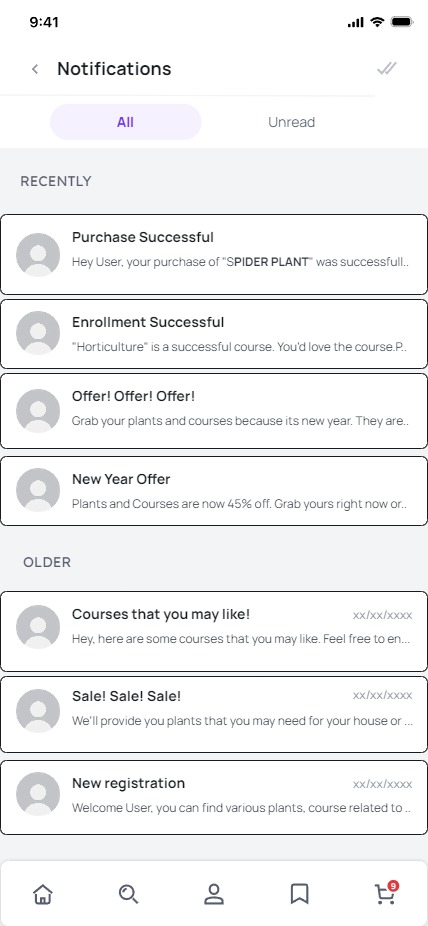 9:41
Notifications
All
Unread
RECENTLY
Purchase Successful
Hey User, your purchase of "SPIDER PLANT" was successfull..
Enrollment Successful
"Horticulture" is a successful course. You'd love the course.P..
Offer! Offer! Offer!
Grab your plants and courses because its new year. They are..
New Year Offer
Plants and Courses are now 45% off. Grab yours right now or..
OLDER
Courses that you may like!
xx/xx/xxxx
Hey, here are some courses that you may like. Feel free to en...
Sale! Sale! Sale!
xx/xx/xxxx
We'll provide you plants that you may need for your house or ...
New registration
xx/xx/xxxx
Welcome User, you can find various plants, course related to ..
9